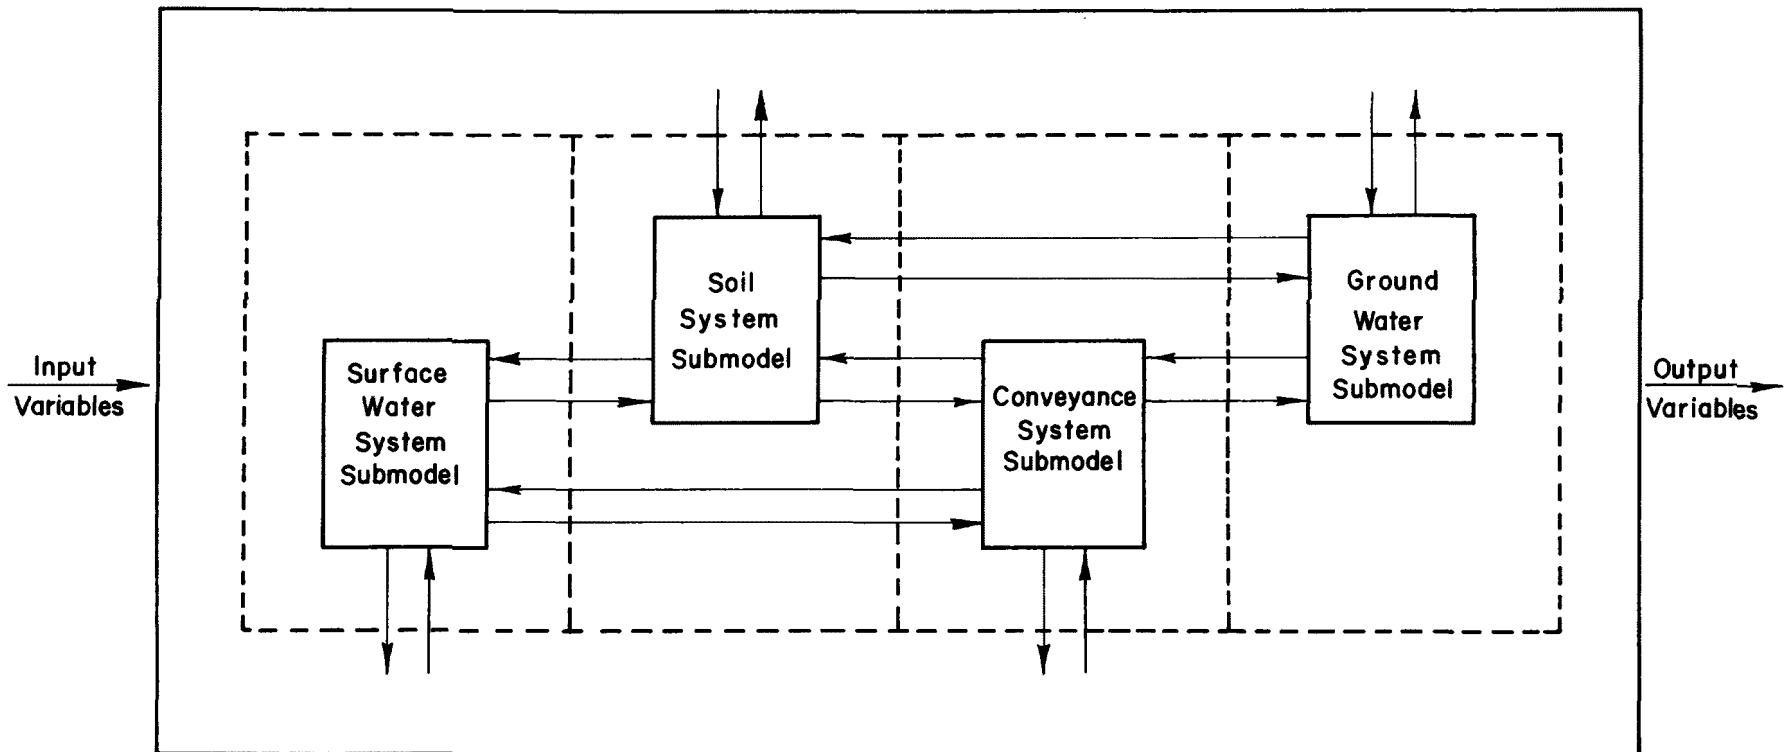 Input
Variables
Surface
Water
System
Submodel
Soil
System
Submodel
Conveyance
System
Submodel
Ground
Water
System
Submodel
Output
Variables